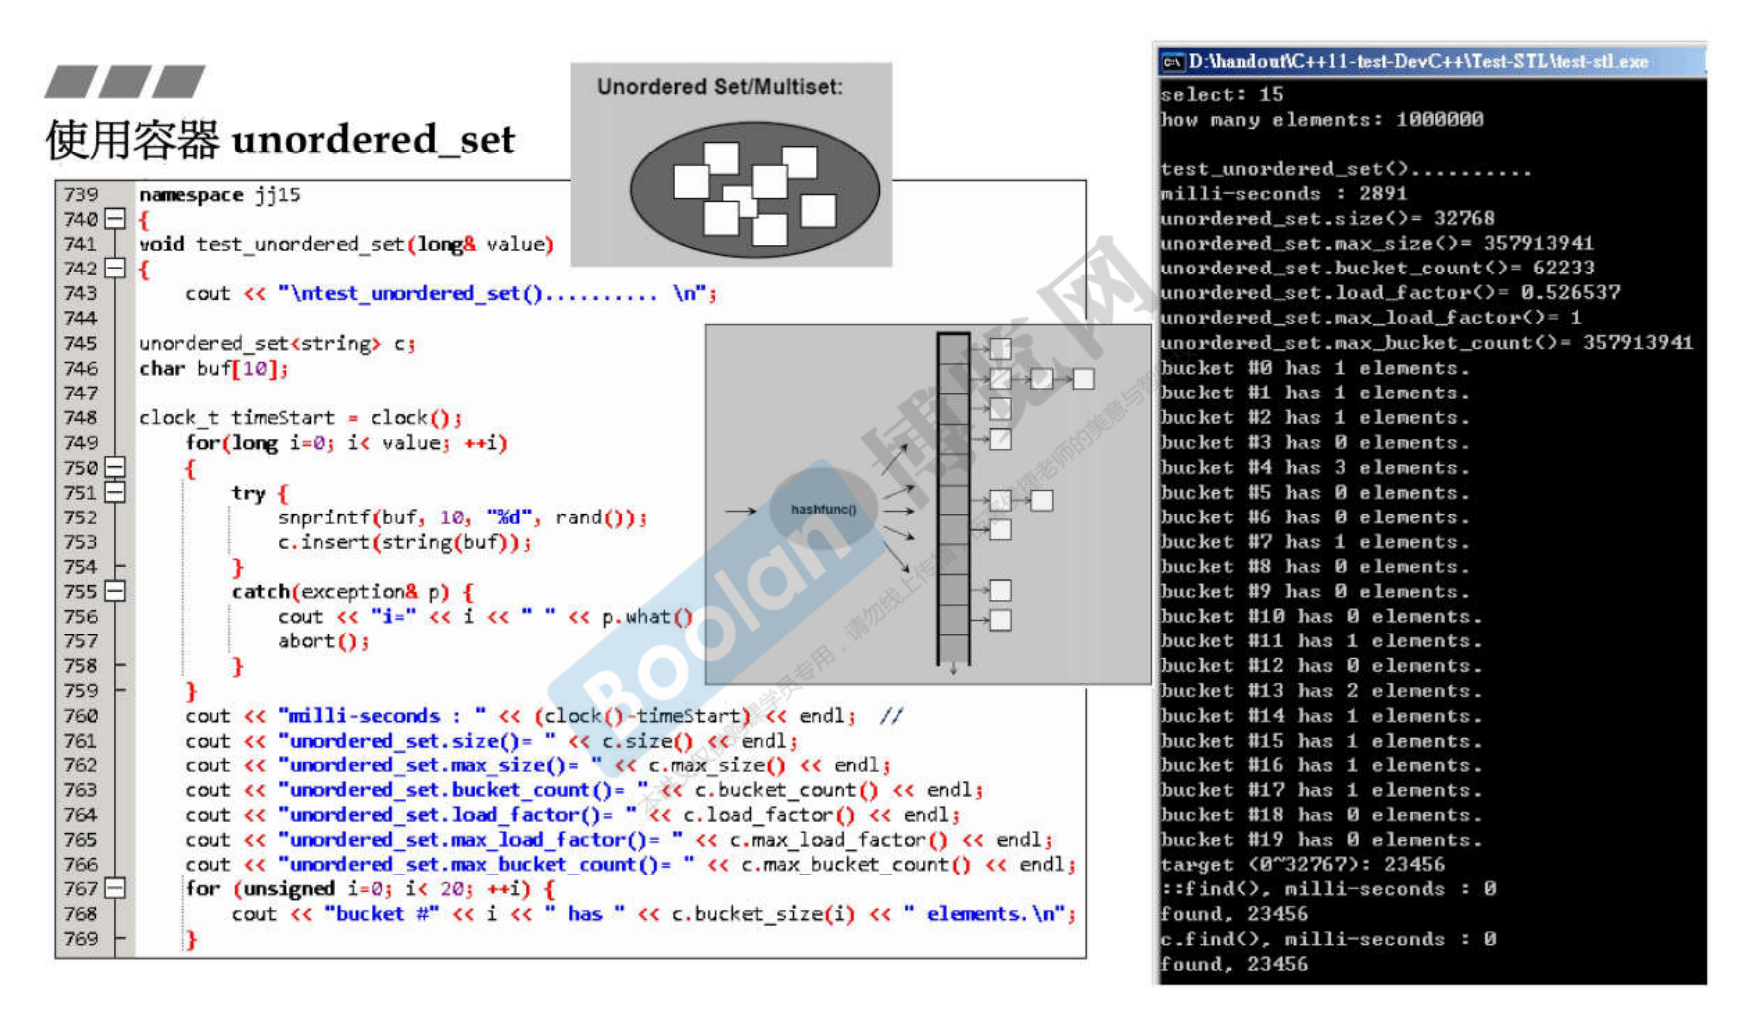 使用容器 unordered_set
Unordered Set/Multiset:
739 namespace jj15
740 {
741 void test_unordered_set(long& value)
742 {
743 cout << "\ntest_unordered_set().......... \n";
744
745 unordered_set<string> c;
746 char buf[10];
747
748 clock_t timeStart = clock();
749 for(long i=0; i< value; ++i)
750 {
751 try {
752 snprintf(buf, 10, "%d", rand());
753 c.insert(string(buf));
754 }
755 catch(exception& p) {
756 cout << "i=" << i << " " << p.what()
757 abort();
758 }
759 }
760 cout << "milli-seconds : " << (clock()-timeStart) << endl; //
761 cout << "unordered_set.size()= " << c.size() << endl;
762 cout << "unordered_set.max_size()= " << c.max_size() << endl;
763 cout << "unordered_set.bucket_count()= " << c.bucket_count() << endl;
764 cout << "unordered_set.load_factor()= " << c.load_factor() << endl;
765 cout << "unordered_set.max_load_factor()= " << c.max_load_factor() << endl;
766 cout << "unordered_set.max_bucket_count()= " << c.max_bucket_count() << endl;
767 for (unsigned i=0; i< 20; ++i) {
768 cout << "bucket #" << i << " has " << c.bucket_size(i) << " elements.\n";
769 }
hashfunc()
D:\handout\C++11-test-DevC++\Test-STL\test-stl.exe
select: 15
how many elements: 1000000
test_unordered_set()..........
milli-seconds : 2891
unordered_set.size()= 32768
unordered_set.max_size()= 357913941
unordered_set.bucket_count()= 62233
unordered_set.load_factor()= 0.526537
unordered_set.max_load_factor()= 1
unordered_set.max_bucket_count()= 357913941
bucket #0 has 1 elements.
bucket #1 has 1 elements.
bucket #2 has 1 elements.
bucket #3 has 0 elements.
bucket #4 has 3 elements.
bucket #5 has 0 elements.
bucket #6 has 0 elements.
bucket #7 has 1 elements.
bucket #8 has 0 elements.
bucket #9 has 0 elements.
bucket #10 has 0 elements.
bucket #11 has 1 elements.
bucket #12 has 0 elements.
bucket #13 has 2 elements.
bucket #14 has 1 elements.
bucket #15 has 1 elements.
bucket #16 has 1 elements.
bucket #17 has 1 elements.
bucket #18 has 0 elements.
bucket #19 has 0 elements.
target (0~32767): 23456
::find(), milli-seconds : 0
found, 23456
c.find(), milli-seconds : 0
found, 23456
Boolan 博览网